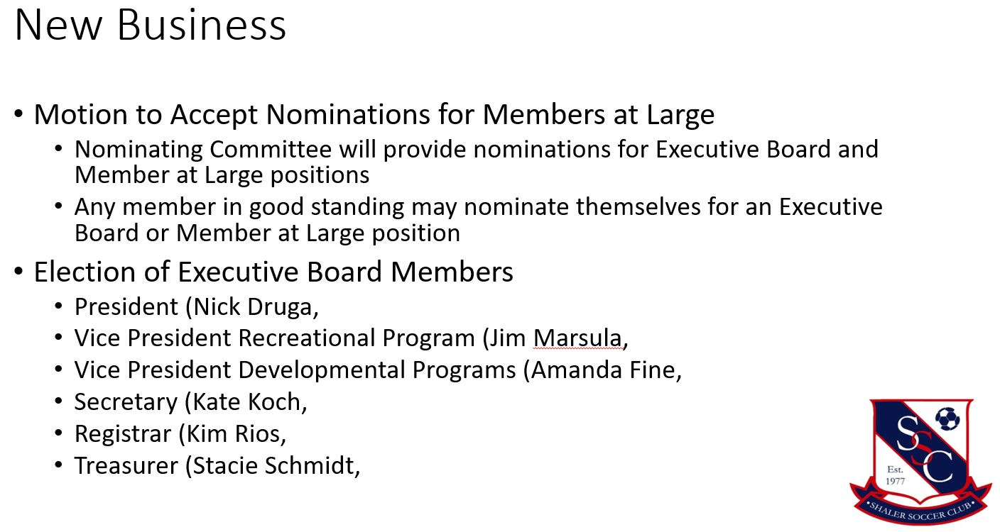 New Business
• Motion to Accept Nominations for Members at Large
• Nominating Committee will provide nominations for Executive Board and
Member at Large positions
• Any member in good standing may nominate themselves for an Executive
Board or Member at Large position
• Election of Executive Board Members
• President (Nick Druga,
• Vice President Recreational Program (Jim Marsula,
• Vice President Developmental Programs (Amanda Fine,
• Secretary (Kate Koch,
• Registrar (Kim Rios,
• Treasurer (Stacie Schmidt,
SSC
Est.
1977
•SHALER SOCCER CLUB•